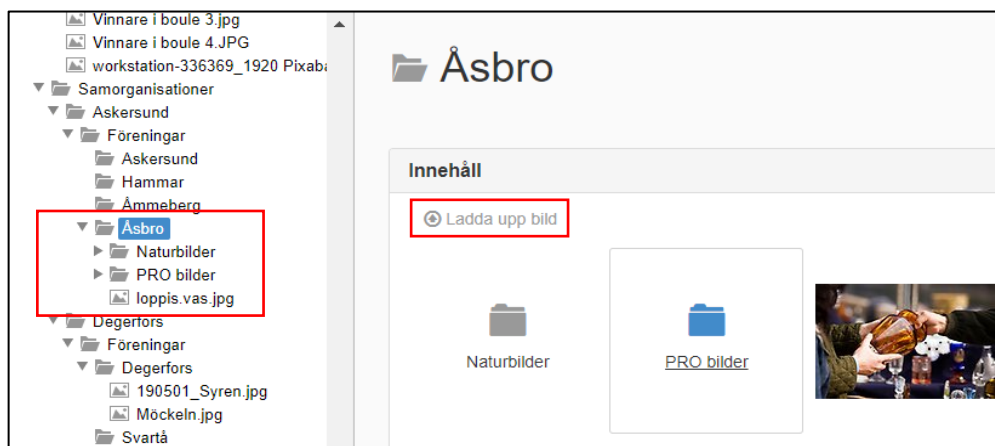 Vinnare i boule 3.jpg
Vinnare i boule 4.JPG
workstation-336369_1920 Pixaba
Samorganisationer
Askersund
Föreningar
Askersund
Hammar
Åmmeberg
Åsbro
Naturbilder
PRO bilder
loppis.vas.jpg
Degerfors
Föreningar
Degerfors
190501_Syren.jpg
Möckeln.jpg
Svartå
Åsbro
Innehåll
Ladda upp bild
Naturbilder
PRO bilder